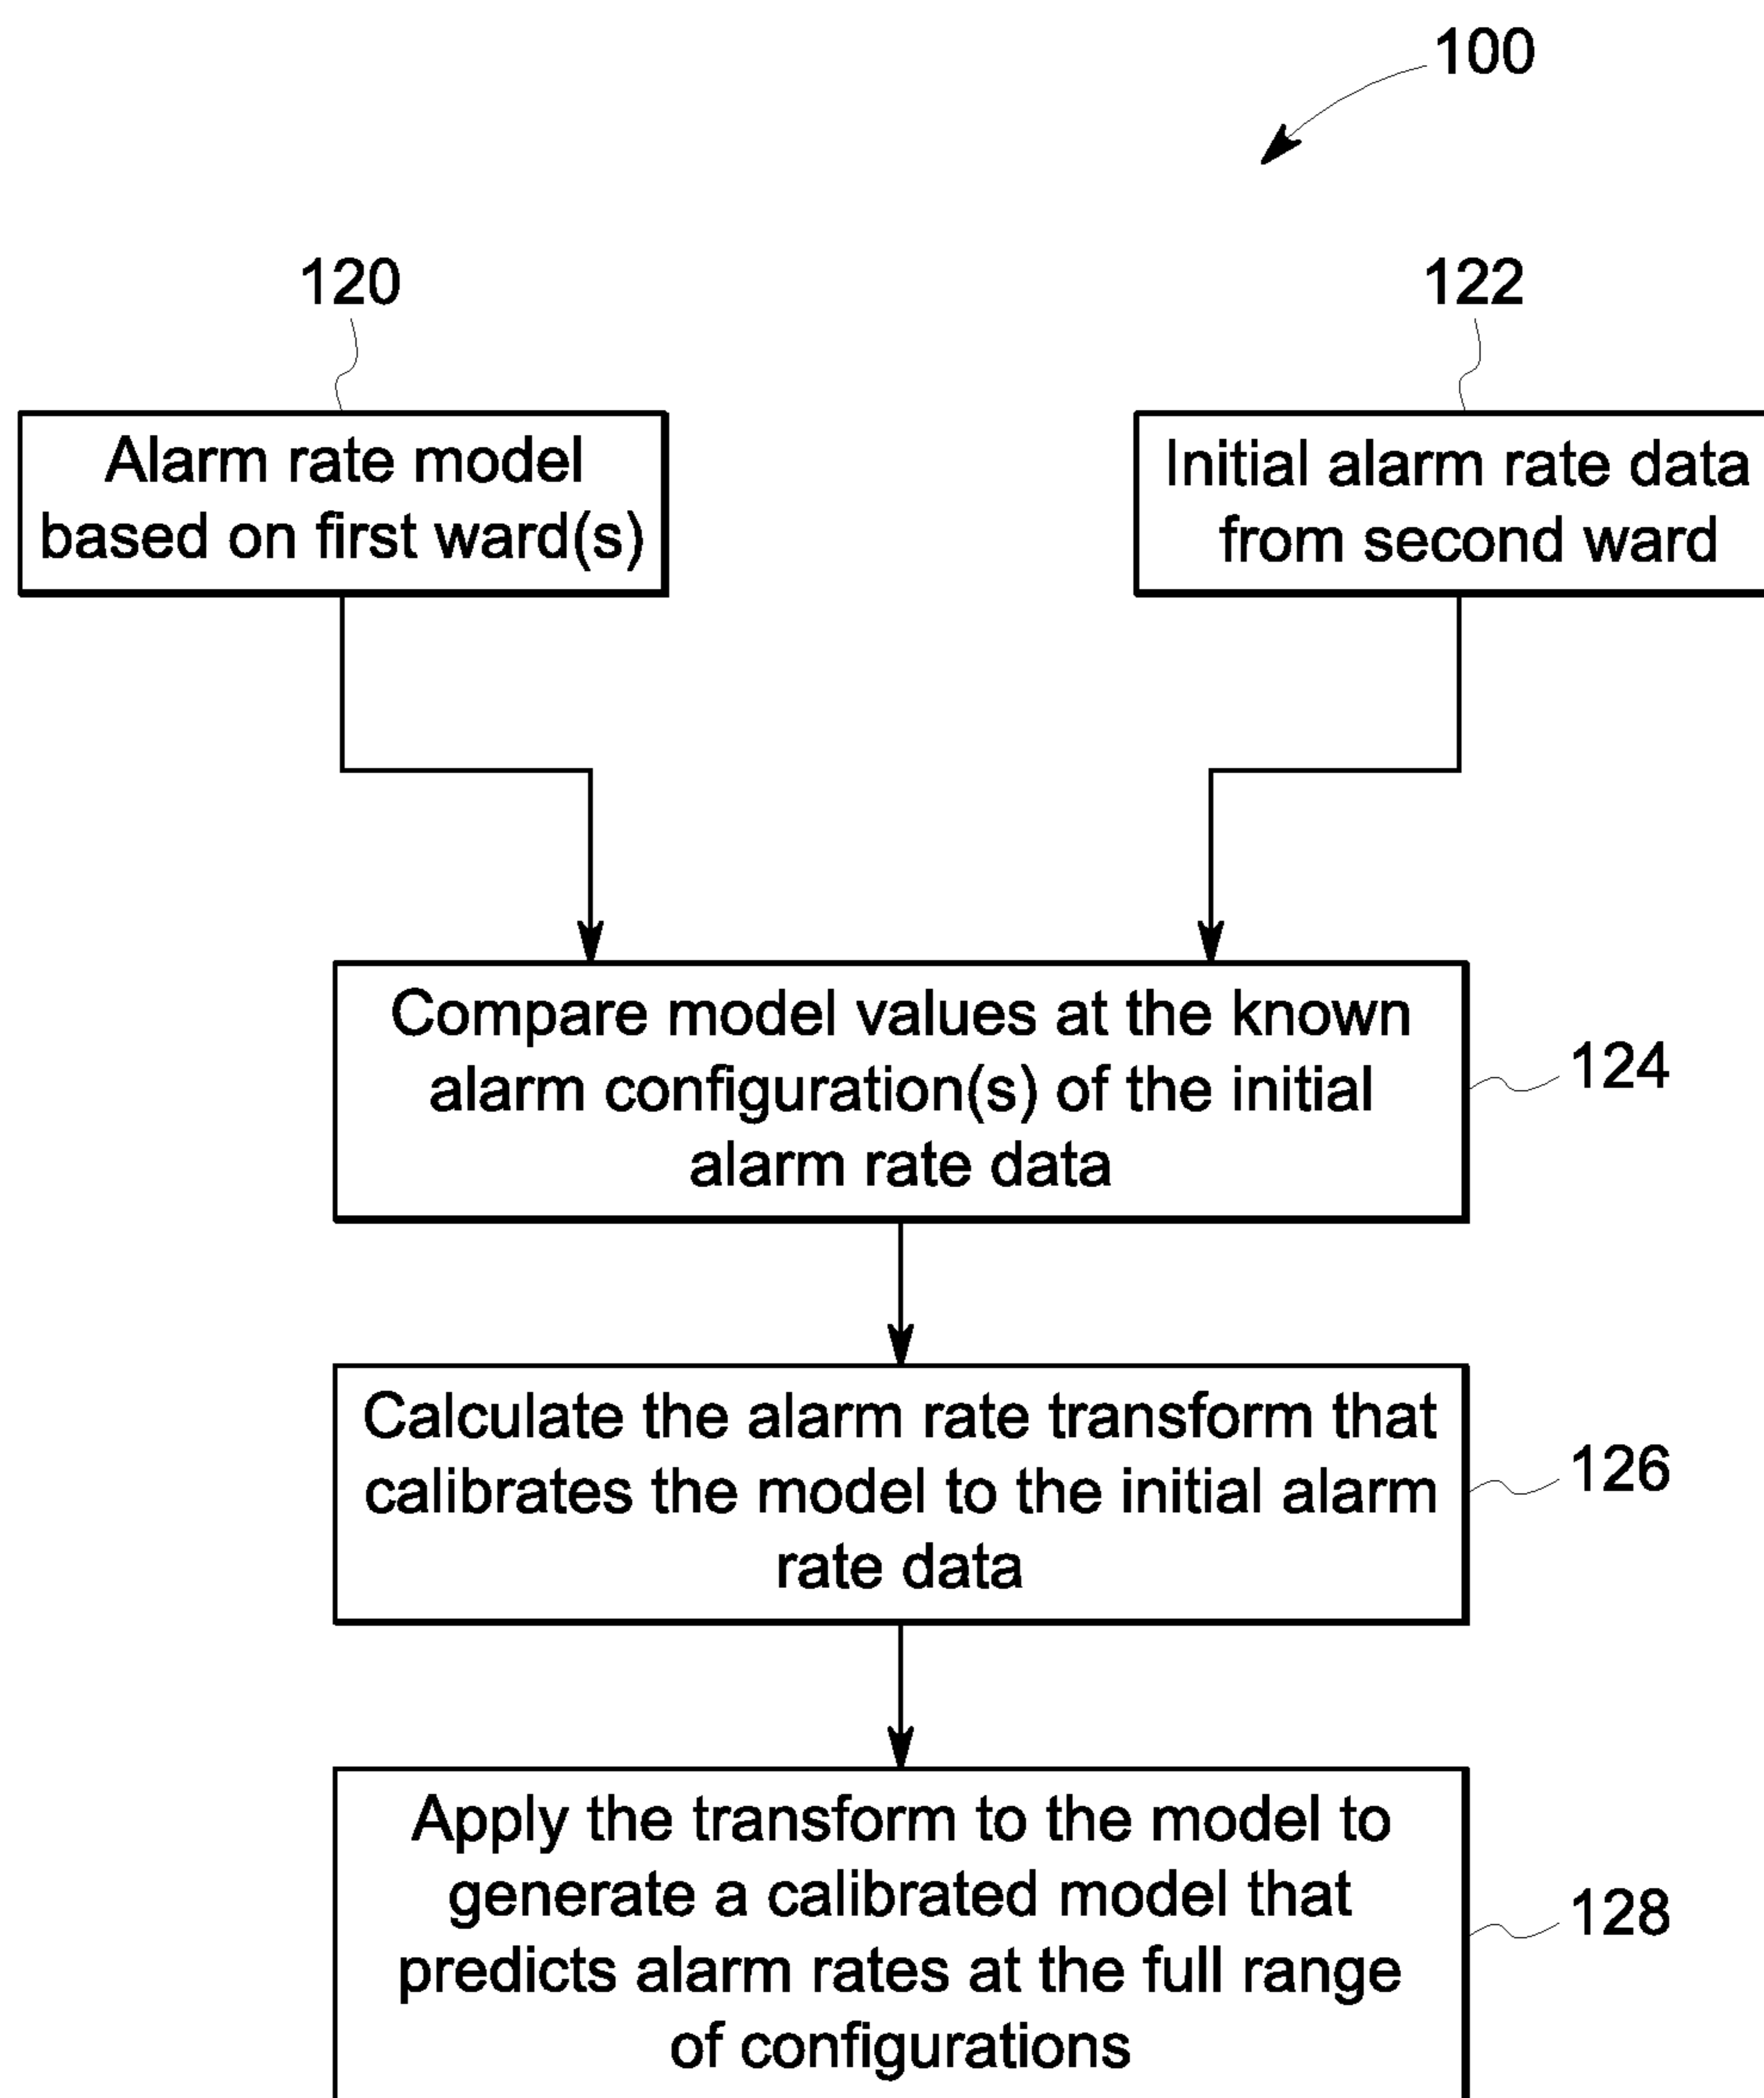 100
120
122
Alarm rate model
based on first ward(s)
Initial alarm rate data
from second ward
Compare model values at the known
alarm configuration(s) of the initial
alarm rate data
124
Calculate the alarm rate transform that
calibrates the model to the initial alarm
rate data
126
Apply the transform to the model to
generate a calibrated model that
predicts alarm rates at the full range
of configurations
128